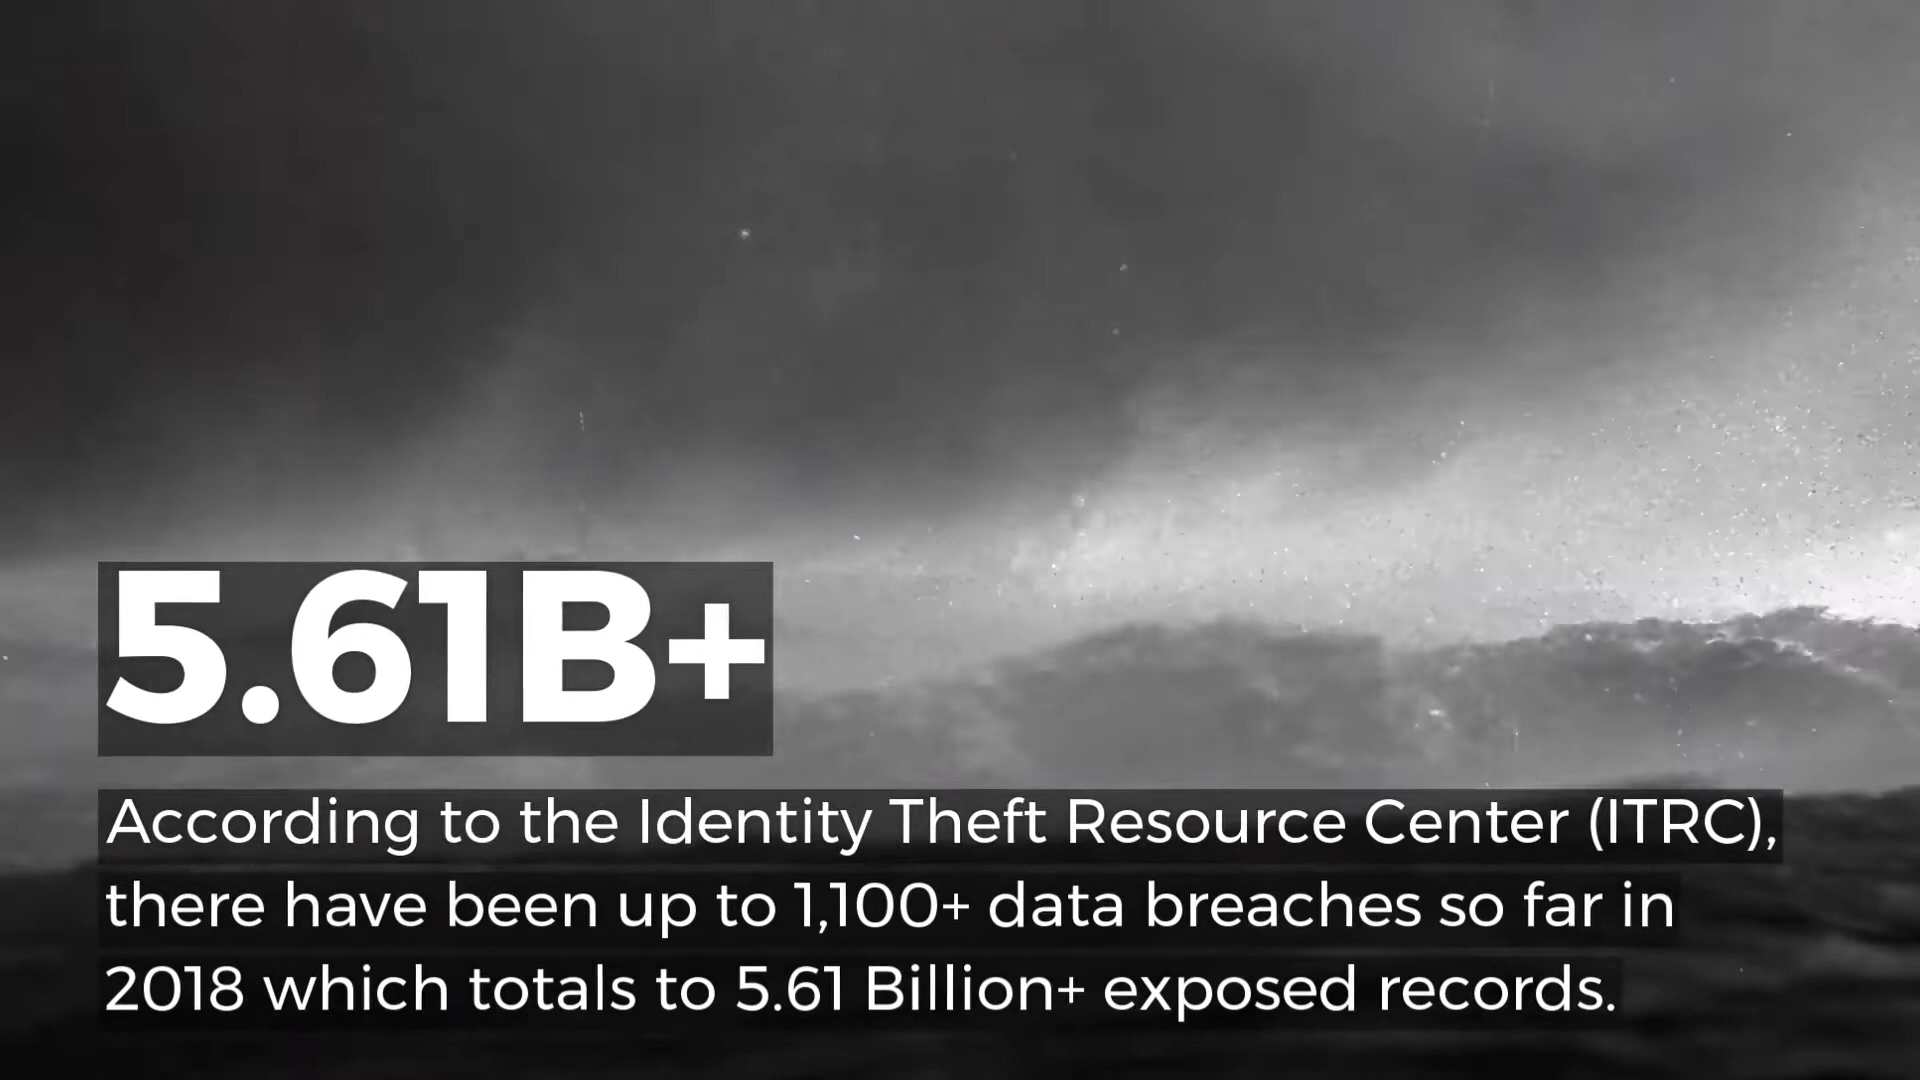 5.61B+
According to the Identity Theft Resource Center (ITRC),
there have been up to 1,100+ data breaches so far in
2018 which totals to 5.61 Billion+ exposed records.